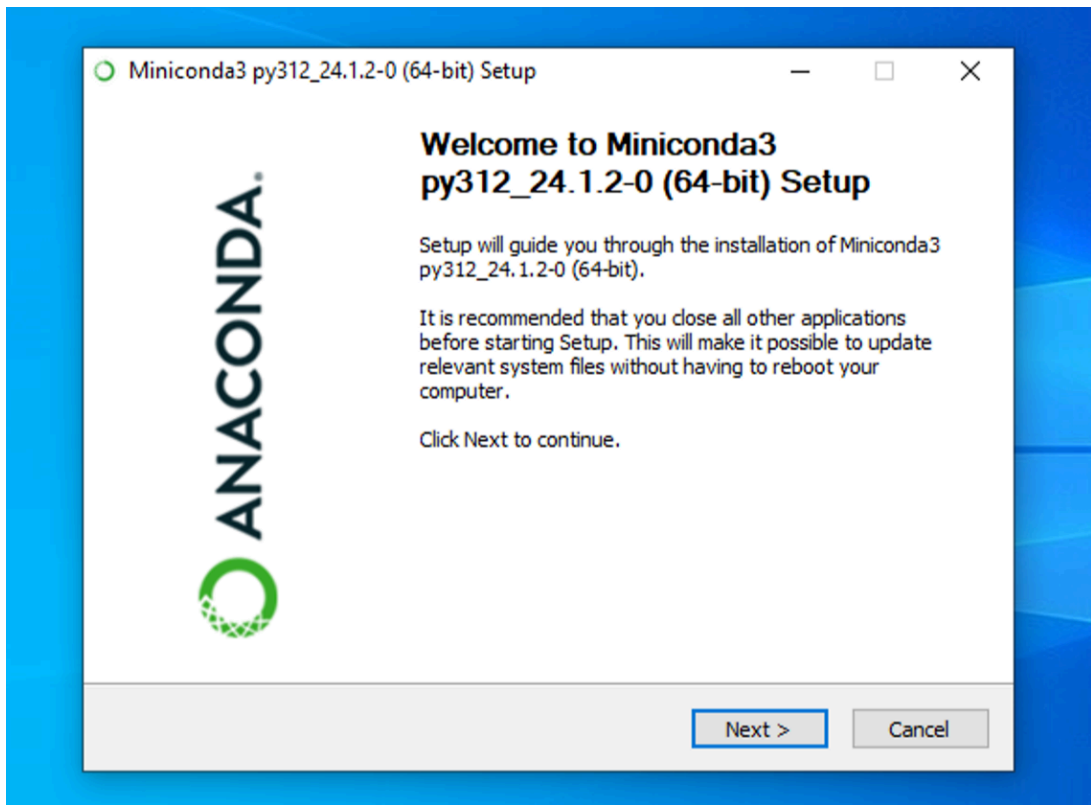 Miniconda3 py312_24.1.2-0 (64-bit) Setup
ANACONDA.
Welcome to Miniconda3
py312_24.1.2-0 (64-bit) Setup
Setup will guide you through the installation of Miniconda3
py312_24.1.2-0 (64-bit).
It is recommended that you close all other applications
before starting Setup. This will make it possible to update
relevant system files without having to reboot your
computer.
Click Next to continue.
Next >
Cancel